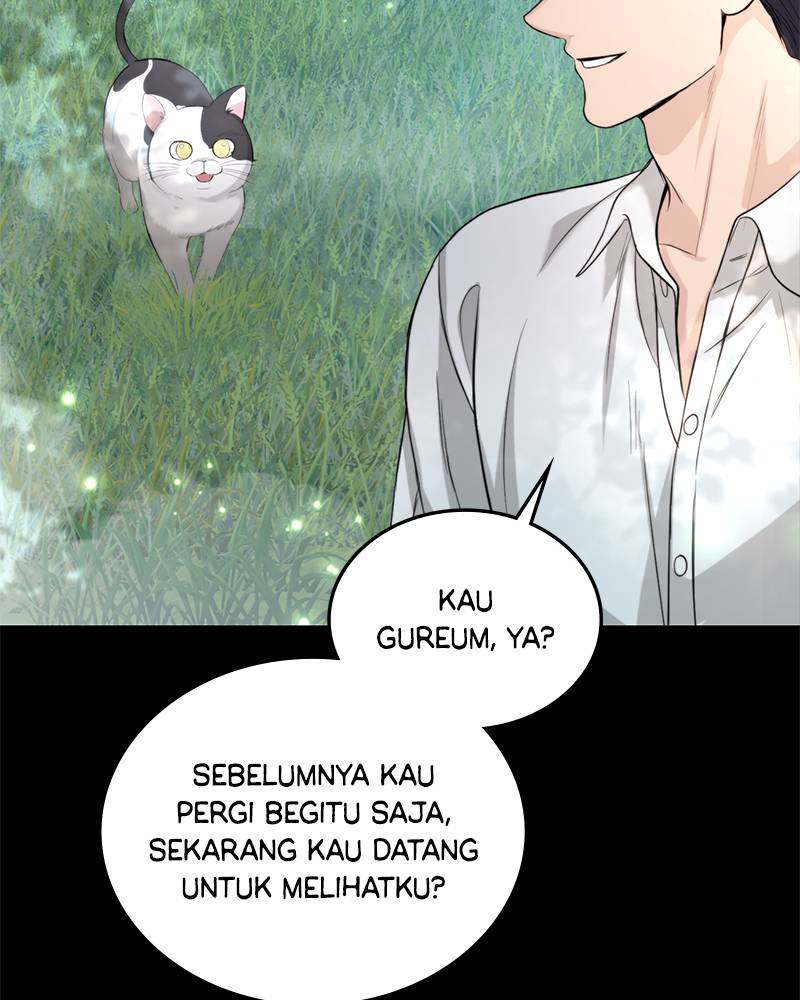 KAU
GUREUM, YA?
SEBELUMNYA KAU
PERGI BEGITU SAJA,
SEKARANG KAU DATANG
UNTUK MELIHATKU?